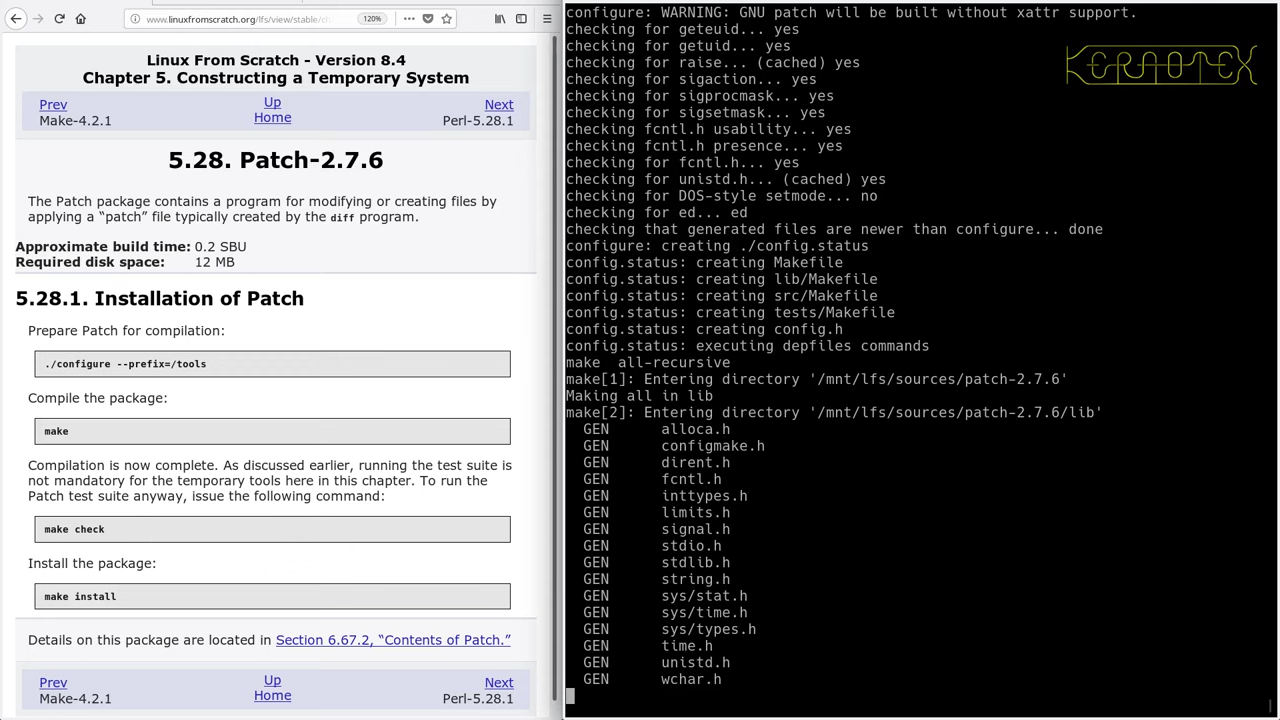 www.linuxfromscratch.org/lfs/view/stable/ch
120%
Linux From Scratch - Version 8.4
Chapter 5. Constructing a Temporary System
Prev
Up
Next
Make-4.2.1
Home
Perl-5.28.1
5.28. Patch-2.7.6
The Patch package contains a program for modifying or creating files by
applying a “patch” file typically created by the diff program.
Approximate build time: 0.2 SBU
Required disk space: 12 MB
5.28.1. Installation of Patch
Prepare Patch for compilation:
./configure --prefix=/tools
Compile the package:
make
Compilation is now complete. As discussed earlier, running the test suite is
not mandatory for the temporary tools here in this chapter. To run the
Patch test suite anyway, issue the following command:
make check
Install the package:
make install
Details on this package are located in Section 6.67.2, “Contents of Patch.”
Prev
Up
Next
Make-4.2.1
Home
Perl-5.28.1
configure: WARNING: GNU patch will be built without xattr support.
checking for geteuid... yes
checking for getuid... yes
checking for raise... (cached) yes
checking for sigaction... yes
checking for sigprocmask... yes
checking for sigsetmask... yes
checking fcntl.h usability... yes
checking fcntl.h presence... yes
checking for fcntl.h... yes
checking for unistd.h... (cached) yes
checking for DOS-style setmode... no
checking for ed... ed
checking that generated files are newer than configure... done
configure: creating ./config.status
config.status: creating Makefile
config.status: creating lib/Makefile
config.status: creating src/Makefile
config.status: creating tests/Makefile
config.status: creating config.h
config.status: executing depfiles commands
make  all-recursive
make[1]: Entering directory '/mnt/lfs/sources/patch-2.7.6'
Making all in lib
make[2]: Entering directory '/mnt/lfs/sources/patch-2.7.6/lib'
GEN      alloca.h
GEN      configmake.h
GEN      dirent.h
GEN      fcntl.h
GEN      inttypes.h
GEN      limits.h
GEN      signal.h
GEN      stdio.h
GEN      stdlib.h
GEN      string.h
GEN      sys/stat.h
GEN      sys/time.h
GEN      sys/types.h
GEN      time.h
GEN      unistd.h
GEN      wchar.h
KERNOTEX